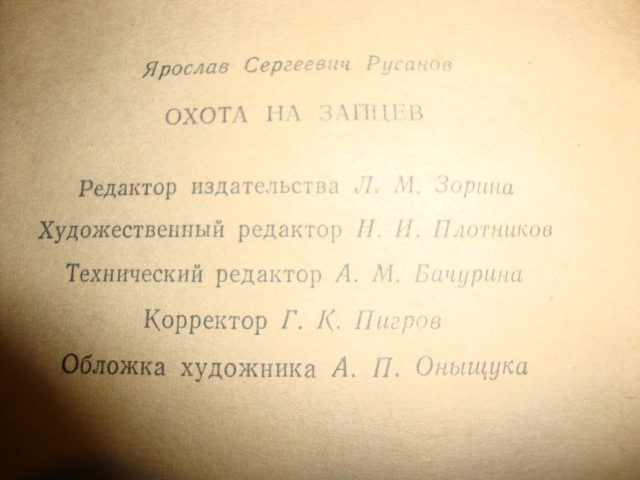 Ярослав Сергеевич Русанов
ОХОТА НА ЗАЙЦЕВ
Редактор издательства Л. М. Зорина
Художественный редактор Н. И. Плотников
Технический редактор А. М. Бачурина
Корректор Г. К. Пигров
Обложка художника А. П. Оныщука